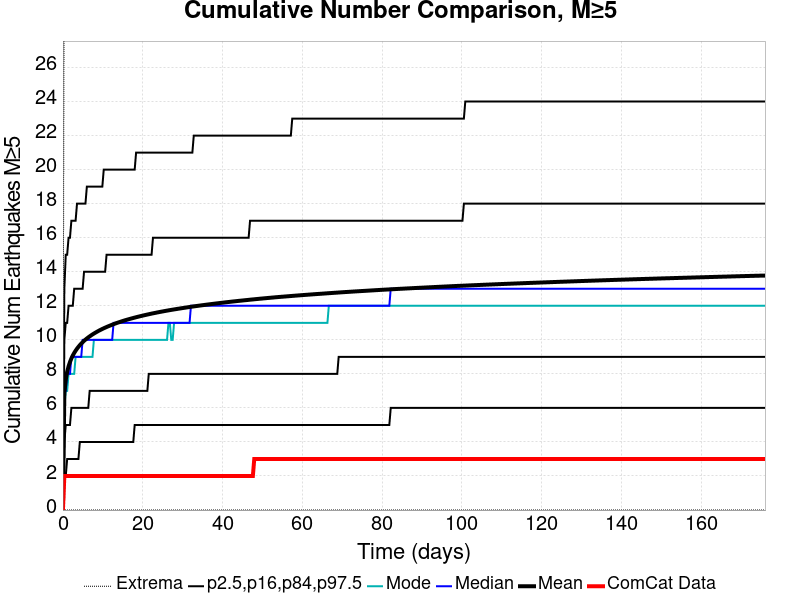 Cumulative Number Comparison, M≥5
Cumulative Num Earthquakes M≥5
26
24
22
20
18
16
14
12
10
8
6
4
2
0
0 20 40 60 80 100 120 140 160
Time (days)
Extrema p2.5,p16,p84,p97.5 Mode Median Mean ComCat Data